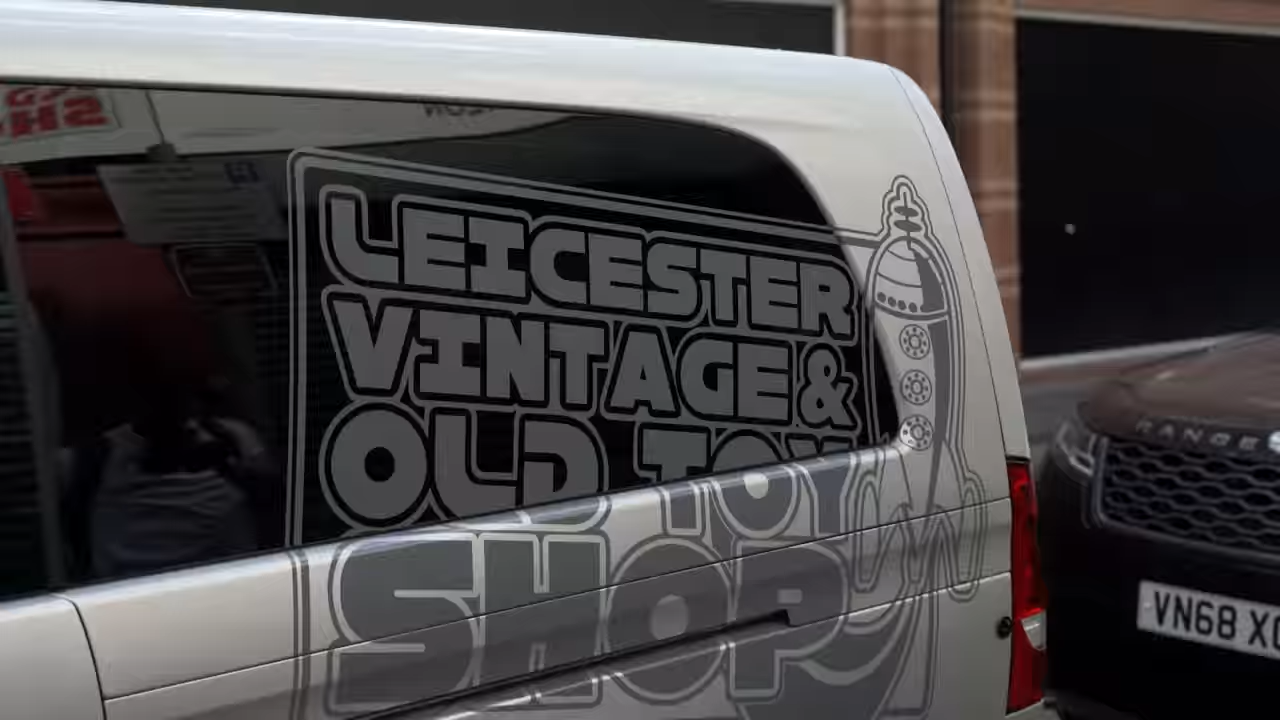 LEICESTER
VINTAGE &
OLD TOY
SHOP
RANGE
VN68 X